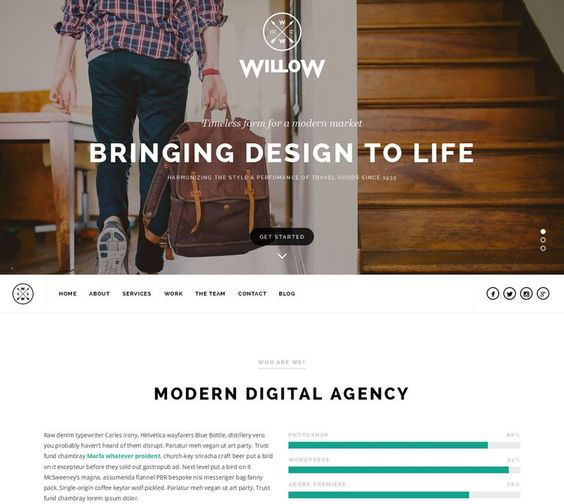 W
W W
W
WILLOW
Timeless form for a modern market
BRINGING DESIGN TO LIFE
HARMONIZING THE STYLE & PERFOMANCE OF TRAVEL GOODS SINCE 1935
GET STARTED
HOME ABOUT SERVICES WORK THE TEAM CONTACT BLOG
WHO ARE WE?
MODERN DIGITAL AGENCY
Raw denim typewriter Carles irony. Helvetica wayfarers Blue Bottle, distillery vero
you probably haven't heard of them disrupt. Pariatur meh vegan ut art party. Trust
fund chambray Marfa whatever proident, church-key sriracha craft beer put a bird
on it excepteur before they sold out gastropub ad. Next level put a bird on it
McSweeney's magna, assumenda flannel PBR bespoke nisi messenger bag fanny
pack. Single-origin coffee keytar wolf pickled. Pariatur meh vegan ut art party. Trust
fund chambray lorem ipsum dolor.
PHOTOSHOP 86%
WORDPRESS 95%
ADOBE PREMIERE 78%